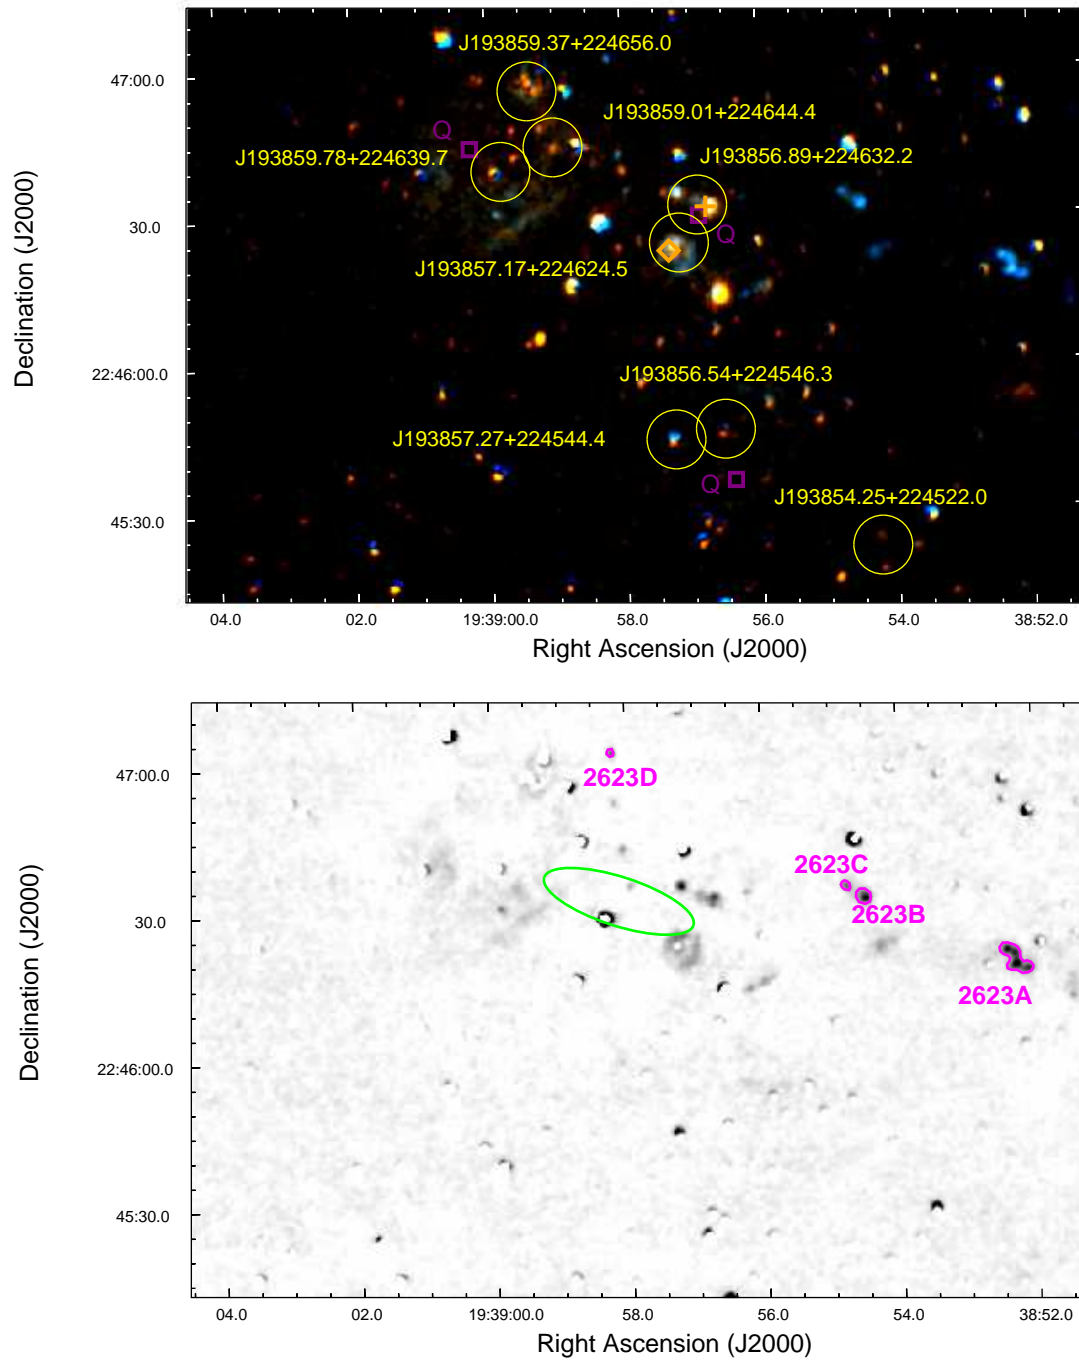 J193859.37+224656.0
47:00.0
J193859.01+224644.4
Q
J193859.78+224639.7
J193856.89+224632.2
30.0
Q
J193857.17+224624.5
Declination (J2000)
22:46:00.0
J193856.54+224546.3
J193857.27+224544.4
Q
J193854.25+224522.0
45:30.0
04.0 02.0 19:39:00.0 58.0 56.0 54.0 38:52.0
Right Ascension (J2000)
47:00.0
2623D
2623C
2623B
30.0
2623A
Declination (J2000)
22:46:00.0
45:30.0
04.0 02.0 19:39:00.0 58.0 56.0 54.0 38:52.0
Right Ascension (J2000)